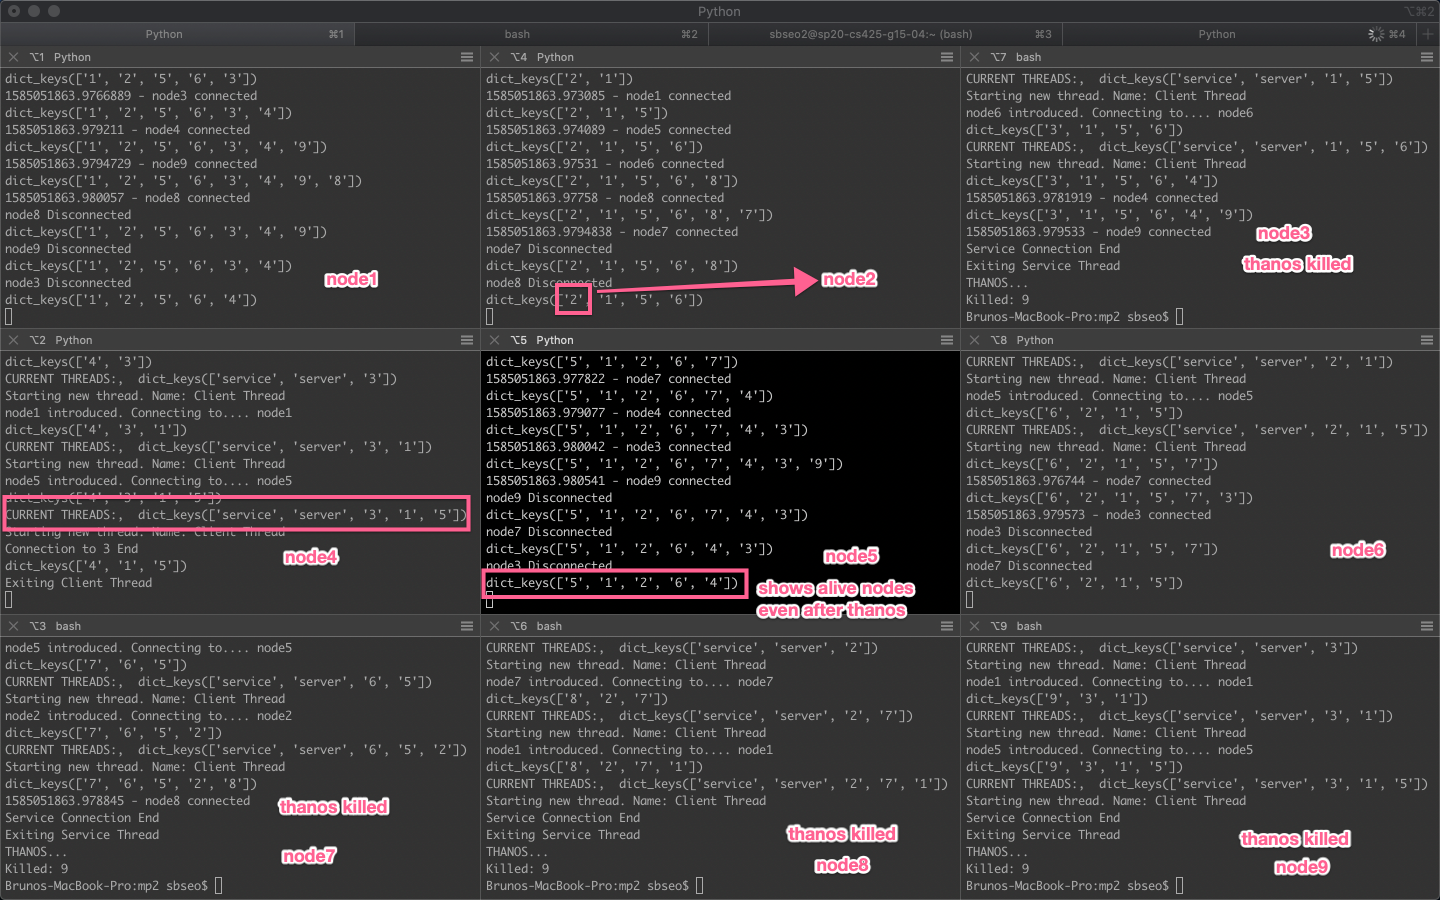 Python
⌥⌘2
Python ⌘1
bash ⌘2
sbseo2@sp20-cs425-g15-04:~ (bash) ⌘3
Python ⌘4
⌥1 Python
dict_keys(['1', '2', '5', '6', '3'])
1585051863.9766889 - node3 connected
dict_keys(['1', '2', '5', '6', '3', '4'])
1585051863.979211 - node4 connected
dict_keys(['1', '2', '5', '6', '3', '4', '9'])
1585051863.9794729 - node9 connected
dict_keys(['1', '2', '5', '6', '3', '4', '9', '8'])
1585051863.980057 - node8 connected
node8 Disconnected
dict_keys(['1', '2', '5', '6', '3', '4', '9'])
node9 Disconnected
dict_keys(['1', '2', '5', '6', '3', '4'])
node3 Disconnected
dict_keys(['1', '2', '5', '6', '4'])
node1
⌥4 Python
dict_keys(['2', '1'])
1585051863.973085 - node1 connected
dict_keys(['2', '1', '5'])
1585051863.974089 - node5 connected
dict_keys(['2', '1', '5', '6'])
1585051863.97531 - node6 connected
dict_keys(['2', '1', '5', '6', '8'])
1585051863.97758 - node8 connected
dict_keys(['2', '1', '5', '6', '8', '7'])
1585051863.9794838 - node7 connected
node7 Disconnected
dict_keys(['2', '1', '5', '6', '8'])
node8 Disconnected
dict_keys(['2', '1', '5', '6'])
node2
⌥7 bash
CURRENT THREADS:,  dict_keys(['service', 'server', '1', '5'])
Starting new thread. Name: Client Thread
node6 introduced. Connecting to.... node6
dict_keys(['3', '1', '5', '6'])
CURRENT THREADS:,  dict_keys(['service', 'server', '1', '5', '6'])
Starting new thread. Name: Client Thread
dict_keys(['3', '1', '5', '6', '4'])
1585051863.9781919 - node4 connected
dict_keys(['3', '1', '5', '6', '4', '9'])
1585051863.979533 - node9 connected
Service Connection End
Exiting Service Thread
THANOS...
Killed: 9
Brunos-MacBook-Pro:mp2 sbseo$
node3
thanos killed
⌥2 Python
dict_keys(['4', '3'])
CURRENT THREADS:,  dict_keys(['service', 'server', '3'])
Starting new thread. Name: Client Thread
node1 introduced. Connecting to.... node1
dict_keys(['4', '3', '1'])
CURRENT THREADS:,  dict_keys(['service', 'server', '3', '1'])
Starting new thread. Name: Client Thread
node5 introduced. Connecting to.... node5
dict_keys(['4', '3', '1', '5'])
CURRENT THREADS:,  dict_keys(['service', 'server', '3', '1', '5'])
Starting new thread. Name: Client Thread
Connection to 3 End
dict_keys(['4', '1', '5'])
Exiting Client Thread
node4
⌥5 Python
dict_keys(['5', '1', '2', '6', '7'])
1585051863.977822 - node7 connected
dict_keys(['5', '1', '2', '6', '7', '4'])
1585051863.979077 - node4 connected
dict_keys(['5', '1', '2', '6', '7', '4', '3'])
1585051863.980042 - node3 connected
dict_keys(['5', '1', '2', '6', '7', '4', '3', '9'])
1585051863.980541 - node9 connected
node9 Disconnected
dict_keys(['5', '1', '2', '6', '7', '4', '3'])
node7 Disconnected
dict_keys(['5', '1', '2', '6', '4', '3'])
node3 Disconnected
dict_keys(['5', '1', '2', '6', '4'])
node5
shows alive nodes
even after thanos
⌥8 Python
CURRENT THREADS:,  dict_keys(['service', 'server', '2', '1'])
Starting new thread. Name: Client Thread
node5 introduced. Connecting to.... node5
dict_keys(['6', '2', '1', '5'])
CURRENT THREADS:,  dict_keys(['service', 'server', '2', '1', '5'])
Starting new thread. Name: Client Thread
dict_keys(['6', '2', '1', '5', '7'])
1585051863.976744 - node7 connected
dict_keys(['6', '2', '1', '5', '7', '3'])
1585051863.979573 - node3 connected
node3 Disconnected
dict_keys(['6', '2', '1', '5', '7'])
node7 Disconnected
dict_keys(['6', '2', '1', '5'])
node6
⌥3 bash
node5 introduced. Connecting to.... node5
dict_keys(['7', '6', '5'])
CURRENT THREADS:,  dict_keys(['service', 'server', '6', '5'])
Starting new thread. Name: Client Thread
node2 introduced. Connecting to.... node2
dict_keys(['7', '6', '5', '2'])
CURRENT THREADS:,  dict_keys(['service', 'server', '6', '5', '2'])
Starting new thread. Name: Client Thread
dict_keys(['7', '6', '5', '2', '8'])
1585051863.978845 - node8 connected
Service Connection End
Exiting Service Thread
THANOS...
Killed: 9
Brunos-MacBook-Pro:mp2 sbseo$
thanos killed
node7
⌥6 bash
CURRENT THREADS:,  dict_keys(['service', 'server', '2'])
Starting new thread. Name: Client Thread
node7 introduced. Connecting to.... node7
dict_keys(['8', '2', '7'])
CURRENT THREADS:,  dict_keys(['service', 'server', '2', '7'])
Starting new thread. Name: Client Thread
node1 introduced. Connecting to.... node1
dict_keys(['8', '2', '7', '1'])
CURRENT THREADS:,  dict_keys(['service', 'server', '2', '7', '1'])
Starting new thread. Name: Client Thread
Service Connection End
Exiting Service Thread
THANOS...
Killed: 9
Brunos-MacBook-Pro:mp2 sbseo$
thanos killed
node8
⌥9 bash
CURRENT THREADS:,  dict_keys(['service', 'server', '3'])
Starting new thread. Name: Client Thread
node1 introduced. Connecting to.... node1
dict_keys(['9', '3', '1'])
CURRENT THREADS:,  dict_keys(['service', 'server', '3', '1'])
Starting new thread. Name: Client Thread
node5 introduced. Connecting to.... node5
dict_keys(['9', '3', '1', '5'])
CURRENT THREADS:,  dict_keys(['service', 'server', '3', '1', '5'])
Starting new thread. Name: Client Thread
Service Connection End
Exiting Service Thread
THANOS...
Killed: 9
Brunos-MacBook-Pro:mp2 sbseo$
thanos killed
node9